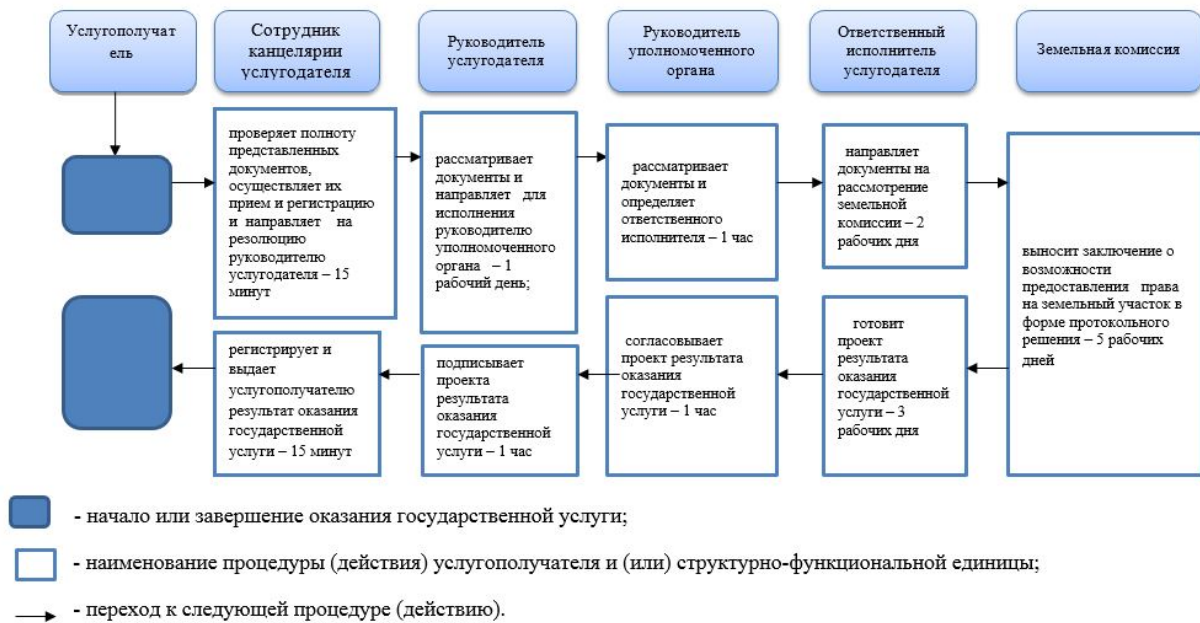 Услугополучат
ель
Сотрудник
канцелярии
услугодателя
Руководитель
услугодателя
Руководитель
уполномоченного
органа
Ответственный
исполнитель
услугодателя
Земельная комиссия
проверяет полноту
представленных
документов,
осуществляет их
прием и регистрацию
и направляет на
резолюцию
руководителю
услугодателя – 15
минут
рассматривает
документы и
направляет для
исполнения
руководителю
уполномоченного
органа – 1
рабочий день;
рассматривает
документы и
определяет
ответственного
исполнителя – 1 час
направляет
документы на
рассмотрение
земельной
комиссии – 2
рабочих дня
выносит заключение о
возможности
предоставления права
на земельный участок в
форме протокольного
решения – 5 рабочих
дней
регистрирует и
выдает
услугополучателю
результат оказания
государственной
услуги – 15 минут
подписывает
проекта
результата
оказания
государственной
услуги – 1 час
согласовывает
проект результата
оказания
государственной
услуги – 1 час
готовит
проект
результата
оказания
государственной
услуги – 3
рабочих дня
- начало или завершение оказания государственной услуги;
- наименование процедуры (действия) услугополучателя и (или) структурно-функциональной единицы;
- переход к следующей процедуре (действию).